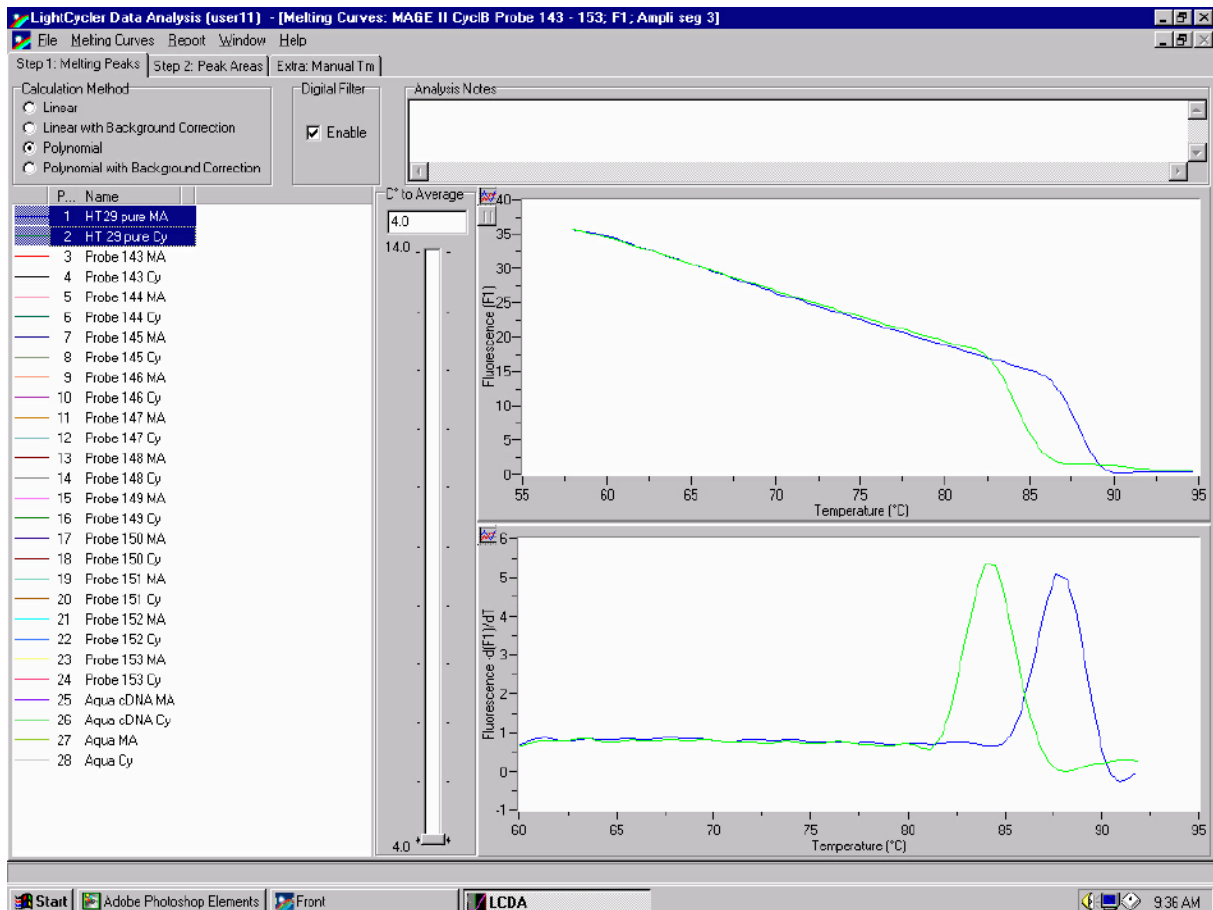 LightCycler Data Analysis (user11) - [Melting Curves: MAGE II CyclB Probe 143 - 153; F1; Ampli seg 3]
File Melting Curves Report Window Help
Step 1: Melting Peaks Step 2: Peak Areas Extra: Manual Tm
Calculation Method
Linear
Linear with Background Correction
Polynomial
Polynomial with Background Correction
Digital Filter
Enable
Analysis Notes
P... Name
1 HT29 pure MA
2 HT 29 pure Cy
3 Probe 143 MA
4 Probe 143 Cy
5 Probe 144 MA
6 Probe 144 Cy
7 Probe 145 MA
8 Probe 145 Cy
9 Probe 146 MA
10 Probe 146 Cy
11 Probe 147 MA
12 Probe 147 Cy
13 Probe 148 MA
14 Probe 148 Cy
15 Probe 149 MA
16 Probe 149 Cy
17 Probe 150 MA
18 Probe 150 Cy
19 Probe 151 MA
20 Probe 151 Cy
21 Probe 152 MA
22 Probe 152 Cy
23 Probe 153 MA
24 Probe 153 Cy
25 Aqua cDNA MA
26 Aqua cDNA Cy
27 Aqua MA
28 Aqua Cy
C° to Average
4.0
14.0
4.0
40
35
30
25
20
15
10
5
0
Fluorescence (F1)
55 60 65 70 75 80 85 90 95
Temperature (°C)
6
5
4
3
2
1
0
-1
Fluorescence -d(F1)/dT
60 65 70 75 80 85 90 95
Temperature (°C)
Start Adobe Photoshop Elements Front LCDA 9:36 AM